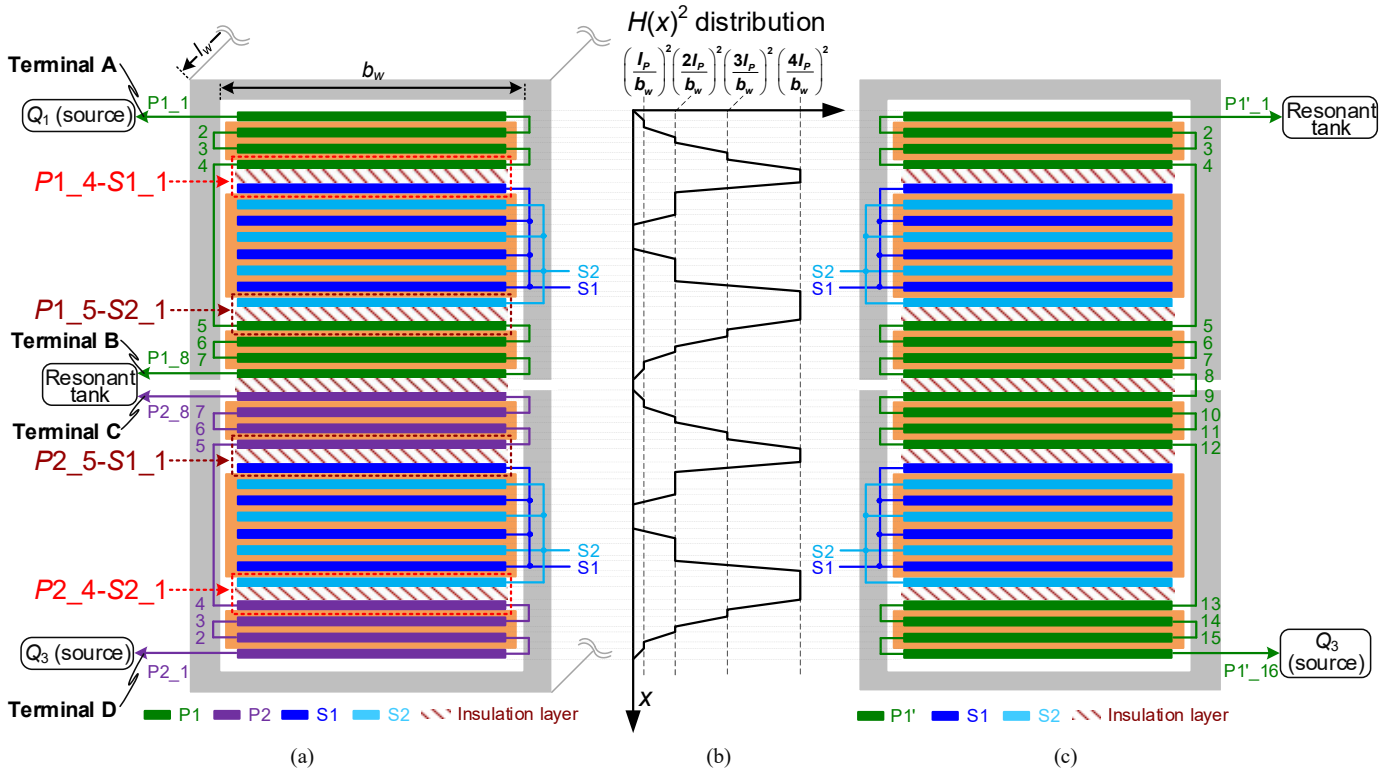 H(x)² distribution
l_w
b_w
(I_P/b_w)² (2I_P/b_w)² (3I_P/b_w)² (4I_P/b_w)²
Terminal A
Q₁ (source)
P1_1
2
3
4
P1_4-S1_1
S2
S1
P1_5-S2_1
5
6
7
Terminal B
P1_8
Resonant
tank
P2_8
Terminal C
7
6
5
P2_5-S1_1
S2
S1
P2_4-S2_1
4
3
2
Q₃ (source)
P2_1
Terminal D
P1 P2 S1 S2 Insulation layer
(a)
x
(b)
P1'_1
Resonant
tank
2
3
4
S2
S1
5
6
7
8
9
10
11
12
S2
S1
13
14
15
Q₃
(source)
P1'_16
P1' S1 S2 Insulation layer
(c)